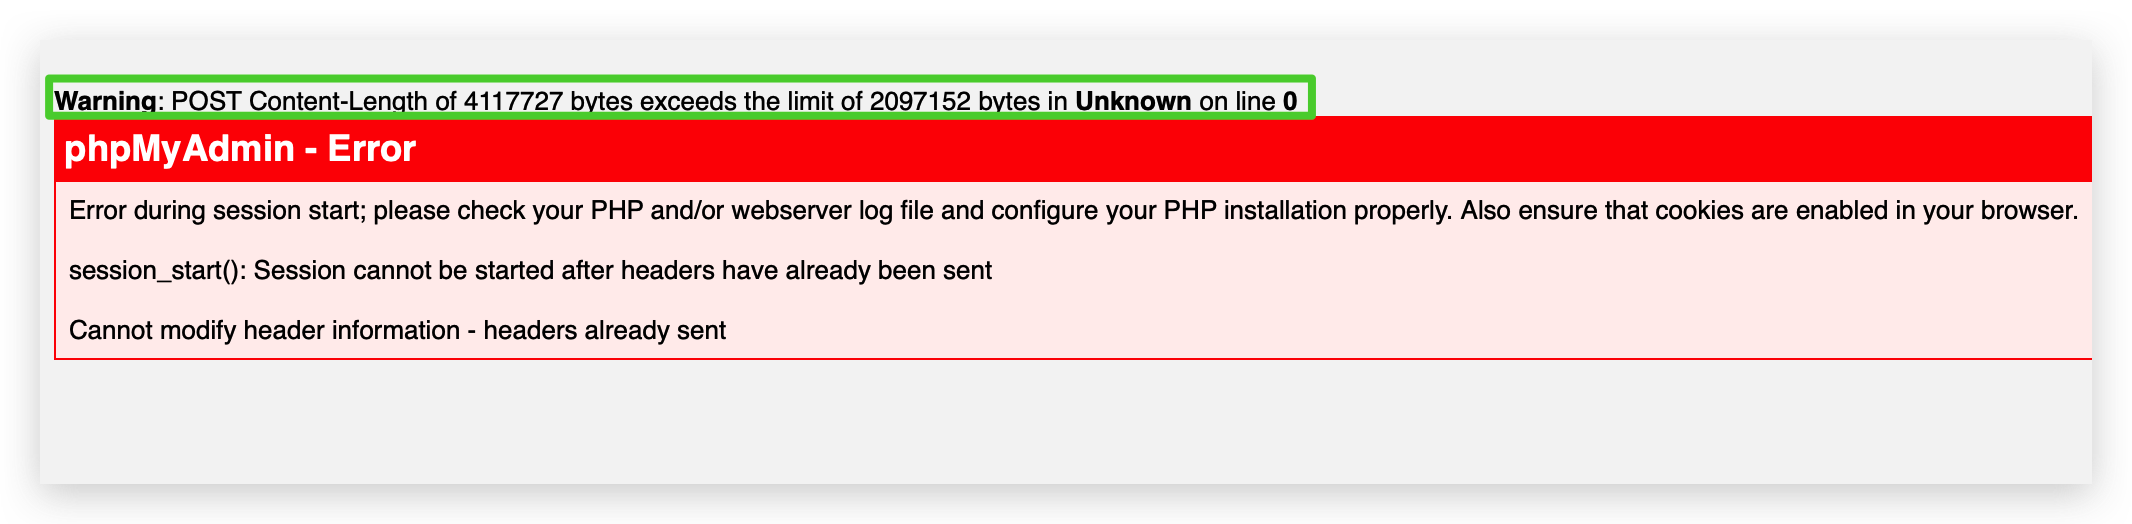 Warning: POST Content-Length of 4117727 bytes exceeds the limit of 2097152 bytes in Unknown on line 0
phpMyAdmin - Error
Error during session start; please check your PHP and/or webserver log file and configure your PHP installation properly. Also ensure that cookies are enabled in your browser.
session_start(): Session cannot be started after headers have already been sent
Cannot modify header information - headers already sent